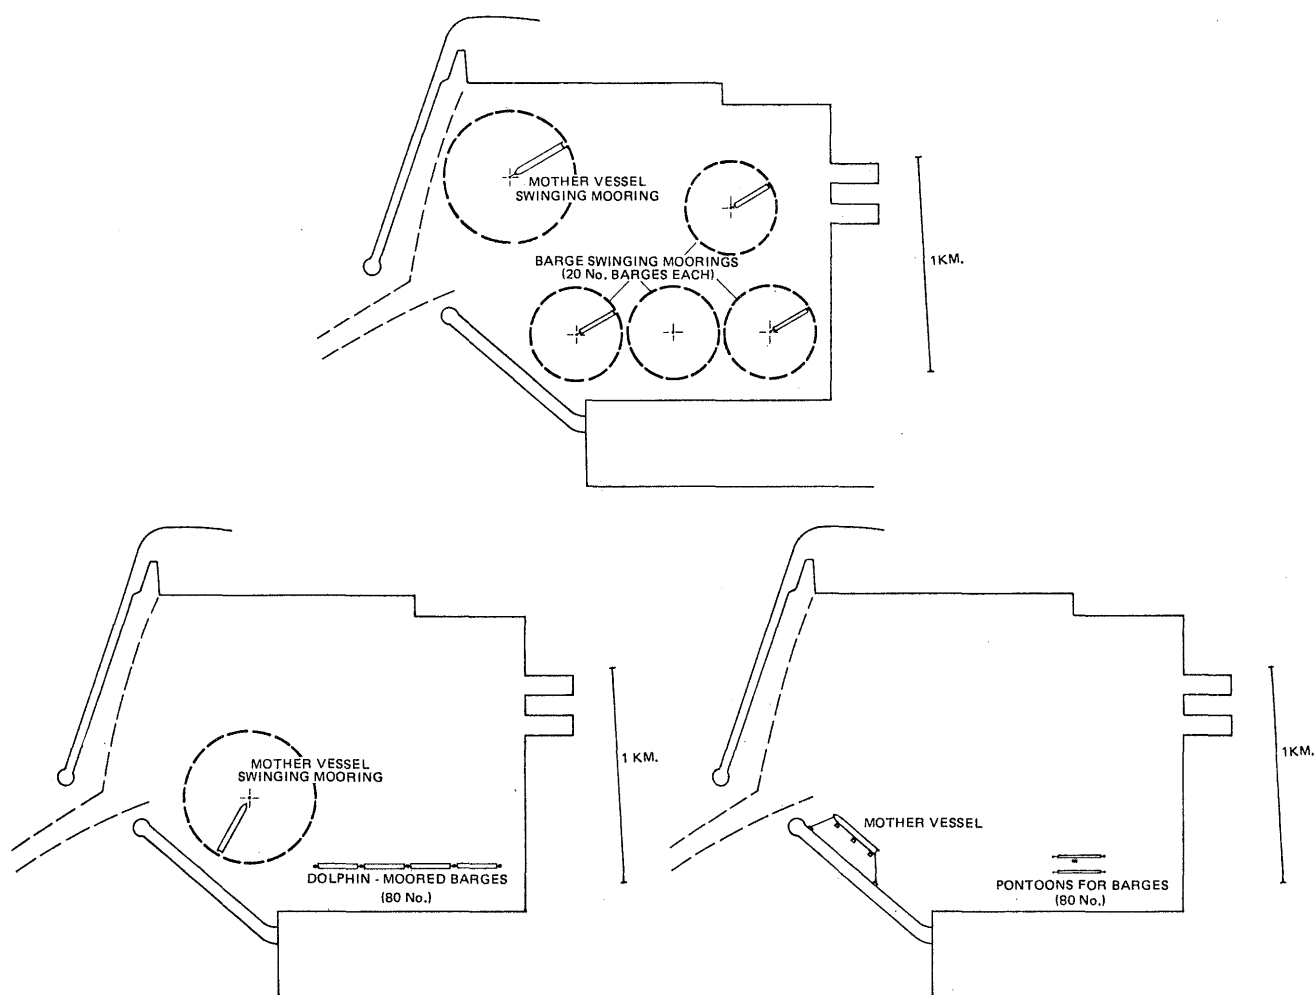 MOTHER VESSEL
SWINGING MOORING
BARGE SWINGING MOORINGS
(20 No. BARGES EACH)
1KM.
MOTHER VESSEL
SWINGING MOORING
DOLPHIN - MOORED BARGES
(80 No.)
1 KM.
MOTHER VESSEL
PONTOONS FOR BARGES
(80 No.)
1KM.